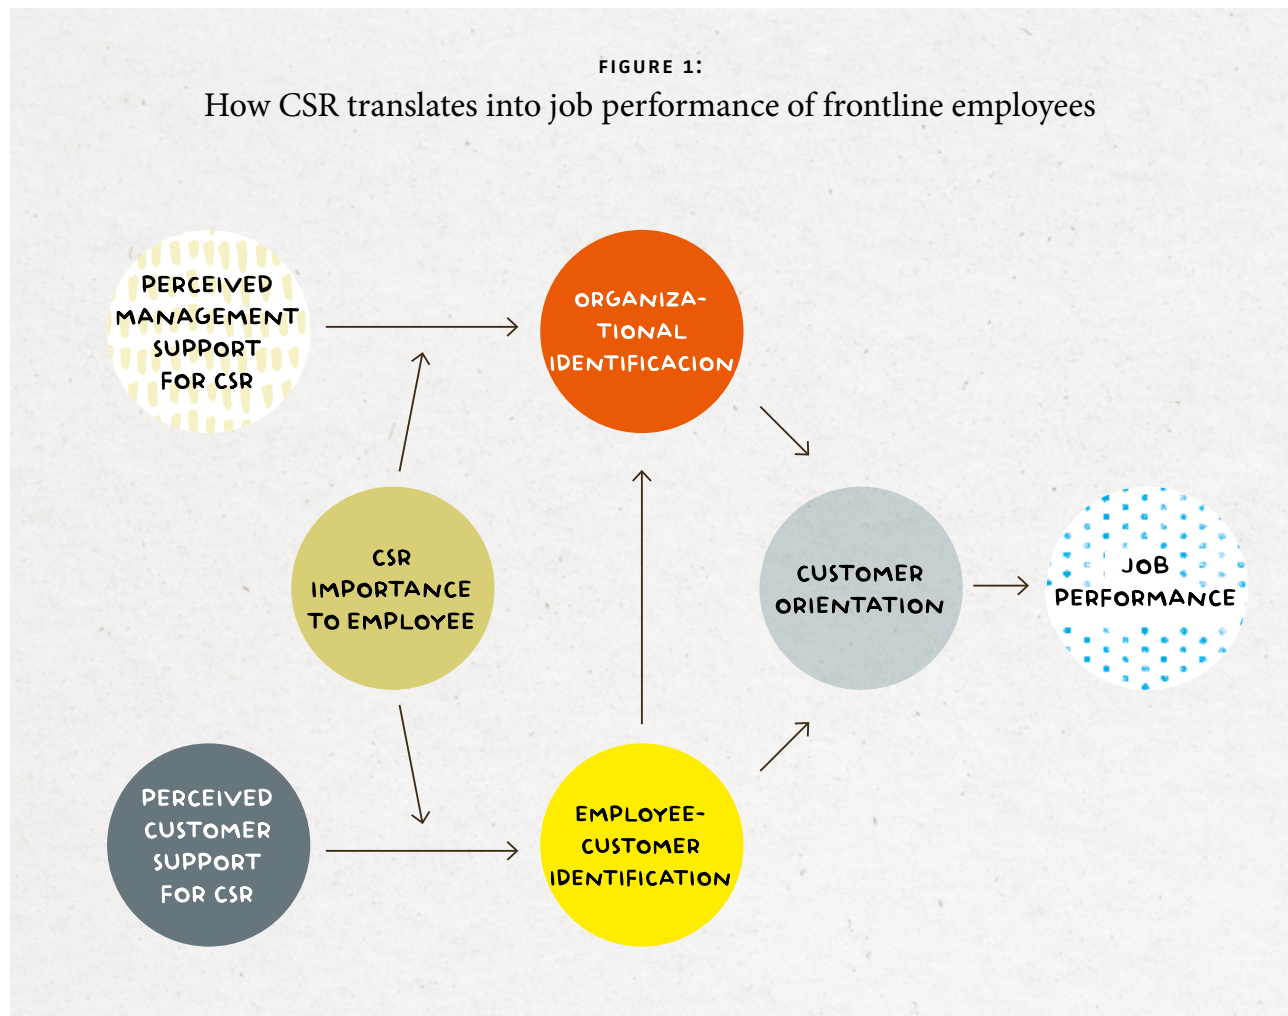 FIGURE 1:
How CSR translates into job performance of frontline employees
PERCEIVED
MANAGEMENT
SUPPORT
FOR CSR
ORGANIZA-
TIONAL
IDENTIFICACION
CSR
IMPORTANCE
TO EMPLOYEE
CUSTOMER
ORIENTATION
JOB
PERFORMANCE
PERCEIVED
CUSTOMER
SUPPORT
FOR CSR
EMPLOYEE-
CUSTOMER
IDENTIFICATION